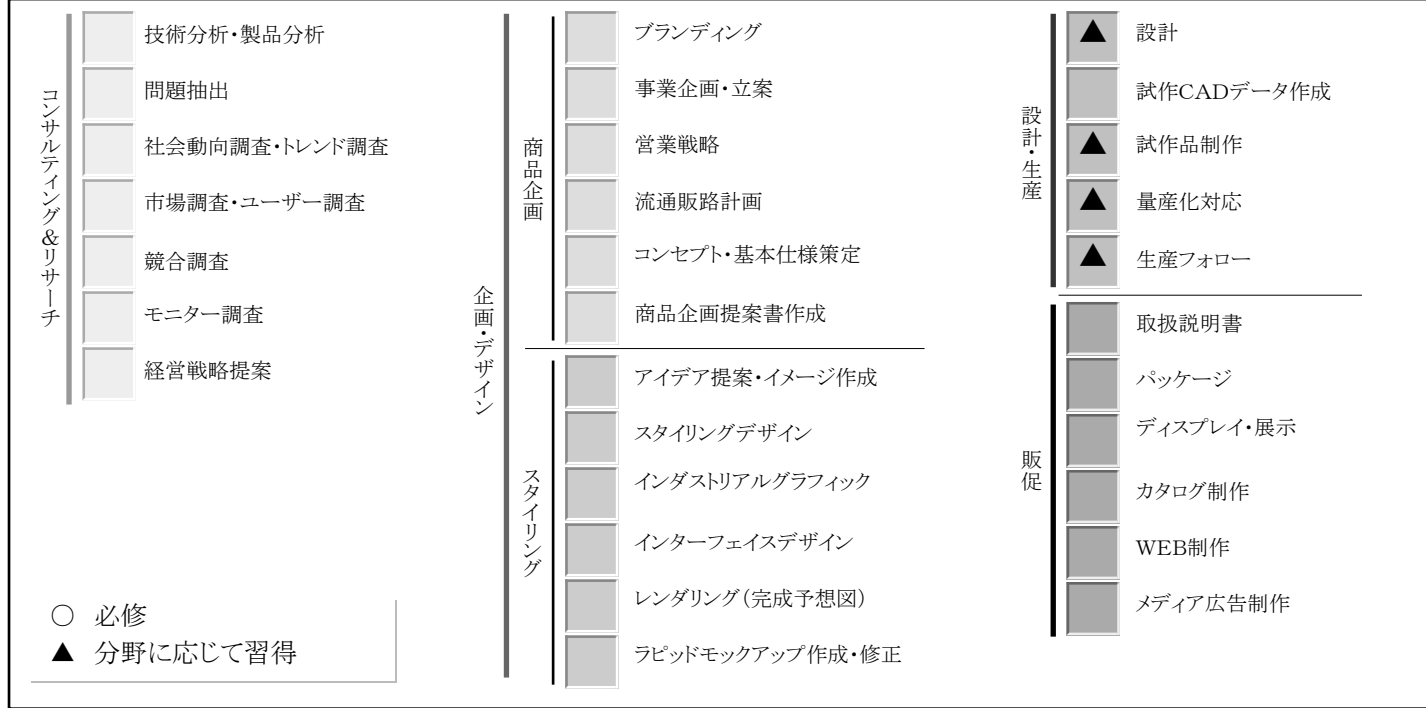 コンサルティング&リサーチ
技術分析・製品分析
問題抽出
社会動向調査・トレンド調査
市場調査・ユーザー調査
競合調査
モニター調査
経営戦略提案
企画・デザイン
商品企画
ブランディング
事業企画・立案
営業戦略
流通販路計画
コンセプト・基本仕様策定
商品企画提案書作成
スタイリング
アイデア提案・イメージ作成
スタイリングデザイン
インダストリアルグラフィック
インターフェイスデザイン
レンダリング(完成予想図)
ラピッドモックアップ作成・修正
設計・生産
▲ 設計
試作CADデータ作成
▲ 試作品制作
▲ 量産化対応
▲ 生産フォロー
販促
取扱説明書
パッケージ
ディスプレイ・展示
カタログ制作
WEB制作
メディア広告制作
○ 必修
▲ 分野に応じて習得